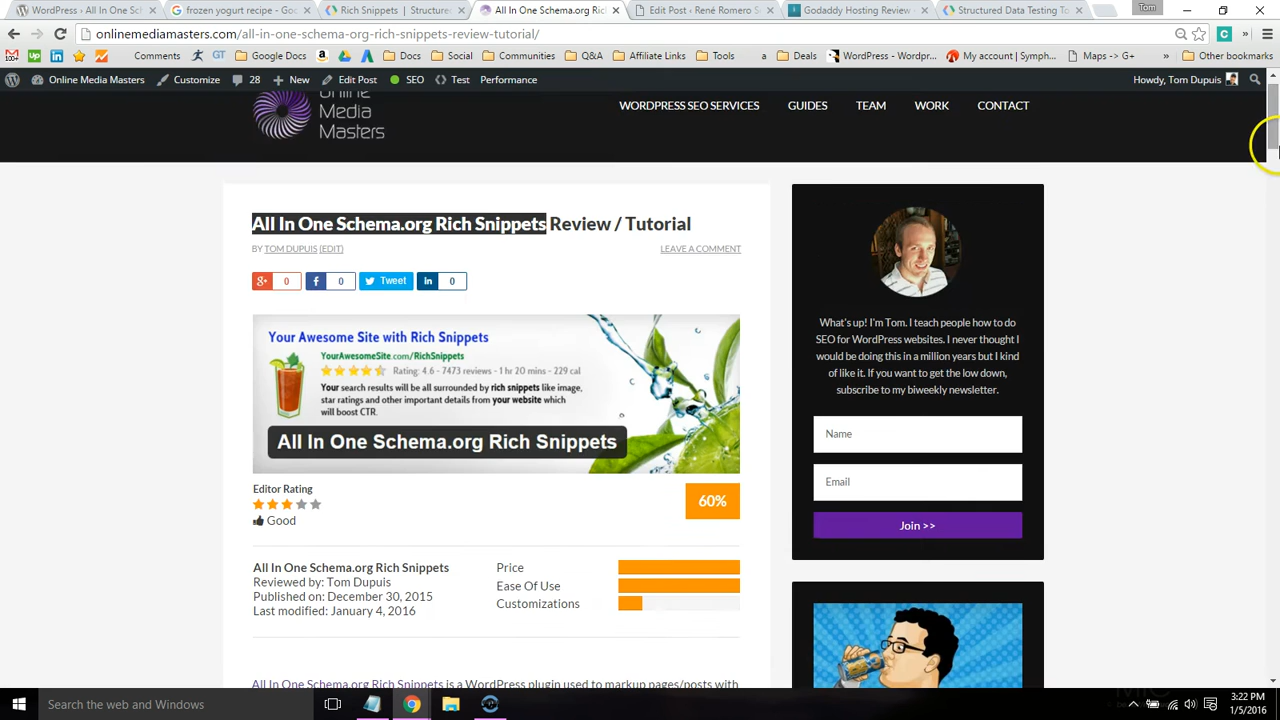 WordPress › All In One Sc
frozen yogurt recipe - Goo
Rich Snippets | Structured
All In One Schema.org Ric
Edit Post ‹ René Romero S
Godaddy Hosting Review
Structured Data Testing To
Tom
onlinemediamasters.com/all-in-one-schema-org-rich-snippets-review-tutorial/
Comments
GT
Google Docs
Docs
Social
Communities
Q&A
Affiliate Links
Tools
a
Deals
WordPress - Wordpr...
My account | Symph...
Maps -> G+
»
Other bookmarks
Online Media Masters
Customize
28
New
Edit Post
SEO
Test
Performance
Howdy, Tom Dupuis
Online
Media
Masters
WORDPRESS SEO SERVICES
GUIDES
TEAM
WORK
CONTACT
All In One Schema.org Rich Snippets Review / Tutorial
BY TOM DUPUIS (EDIT)
LEAVE A COMMENT
0
0
Tweet
0
Your Awesome Site with Rich Snippets
YourAwesomeSite.com/RichSnippets
Rating: 4.6 - 7473 reviews - 1 hr 20 mins - 229 cal
Your search results will be all surrounded by rich snippets like image,
star ratings and other important details from your website which
will boost CTR.
All In One Schema.org Rich Snippets
Editor Rating
Good
60%
All In One Schema.org Rich Snippets
Reviewed by: Tom Dupuis
Published on: December 30, 2015
Last modified: January 4, 2016
Price
Ease Of Use
Customizations
All In One Schema.org Rich Snippets is a WordPress plugin used to markup pages/posts with
What's up! I'm Tom. I teach people how to do
SEO for WordPress websites. I never thought I
would be doing this in a million years but I kind
of like it. If you want to get the low down,
subscribe to my biweekly newsletter.
Name
Email
Join >>
Search the web and Windows
3:22 PM
1/5/2016